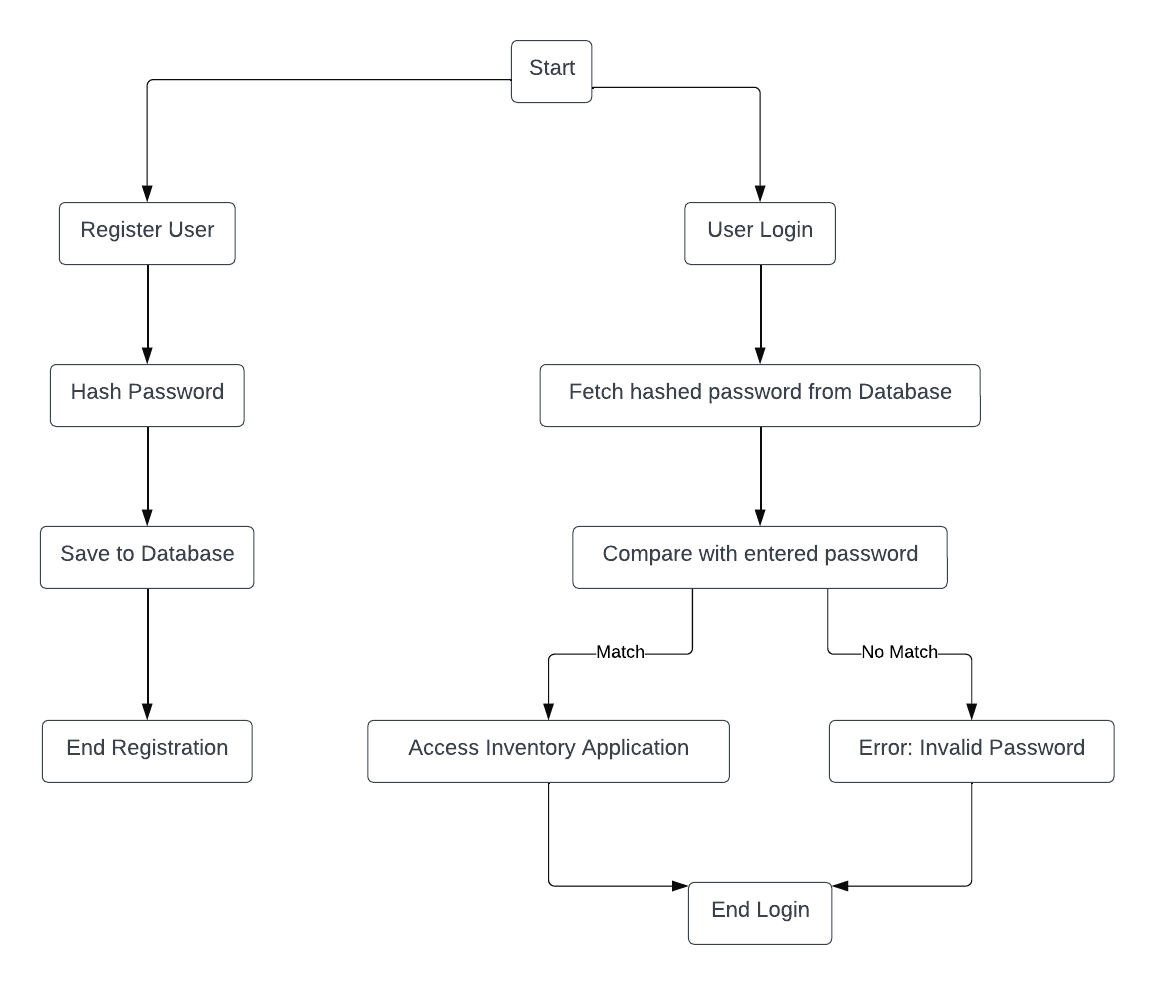 Start
Register User
User Login
Hash Password
Fetch hashed password from Database
Save to Database
Compare with entered password
Match
No Match
End Registration
Access Inventory Application
Error: Invalid Password
End Login